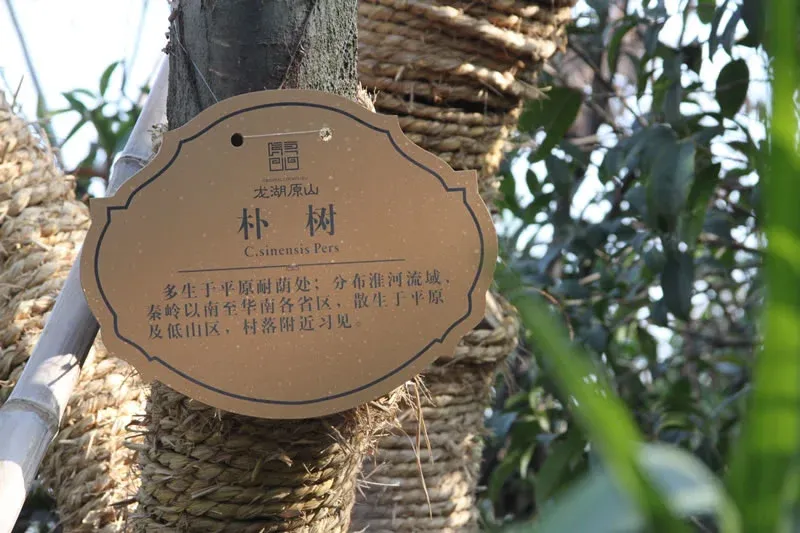 龙湖原山
朴树
C.sinensis Pers
多生于平原耐荫处；分布淮河流域，
秦岭以南至华南各省区，散生于平原
及低山区，村落附近习见。